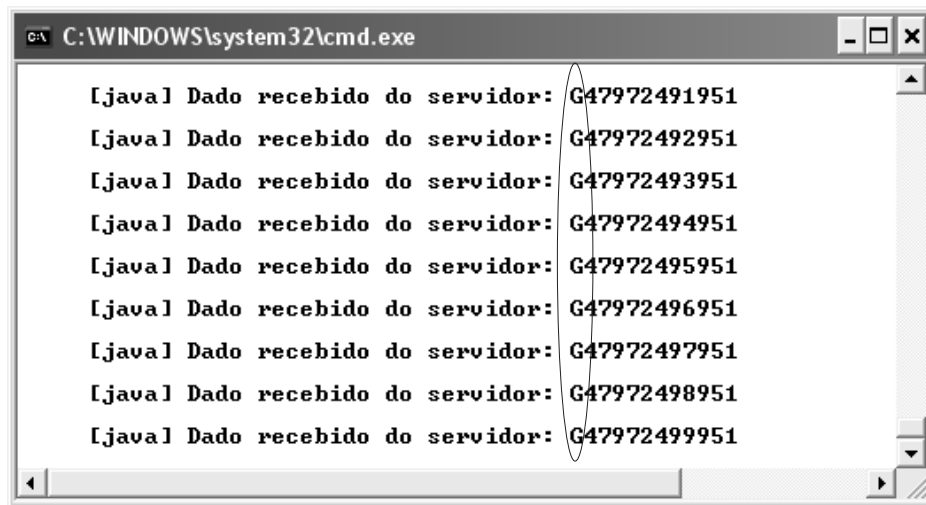 C:\WINDOWS\system32\cmd.exe
[java] Dado recebido do servidor: G47972491951
[java] Dado recebido do servidor: G47972492951
[java] Dado recebido do servidor: G47972493951
[java] Dado recebido do servidor: G47972494951
[java] Dado recebido do servidor: G47972495951
[java] Dado recebido do servidor: G47972496951
[java] Dado recebido do servidor: G47972497951
[java] Dado recebido do servidor: G47972498951
[java] Dado recebido do servidor: G47972499951